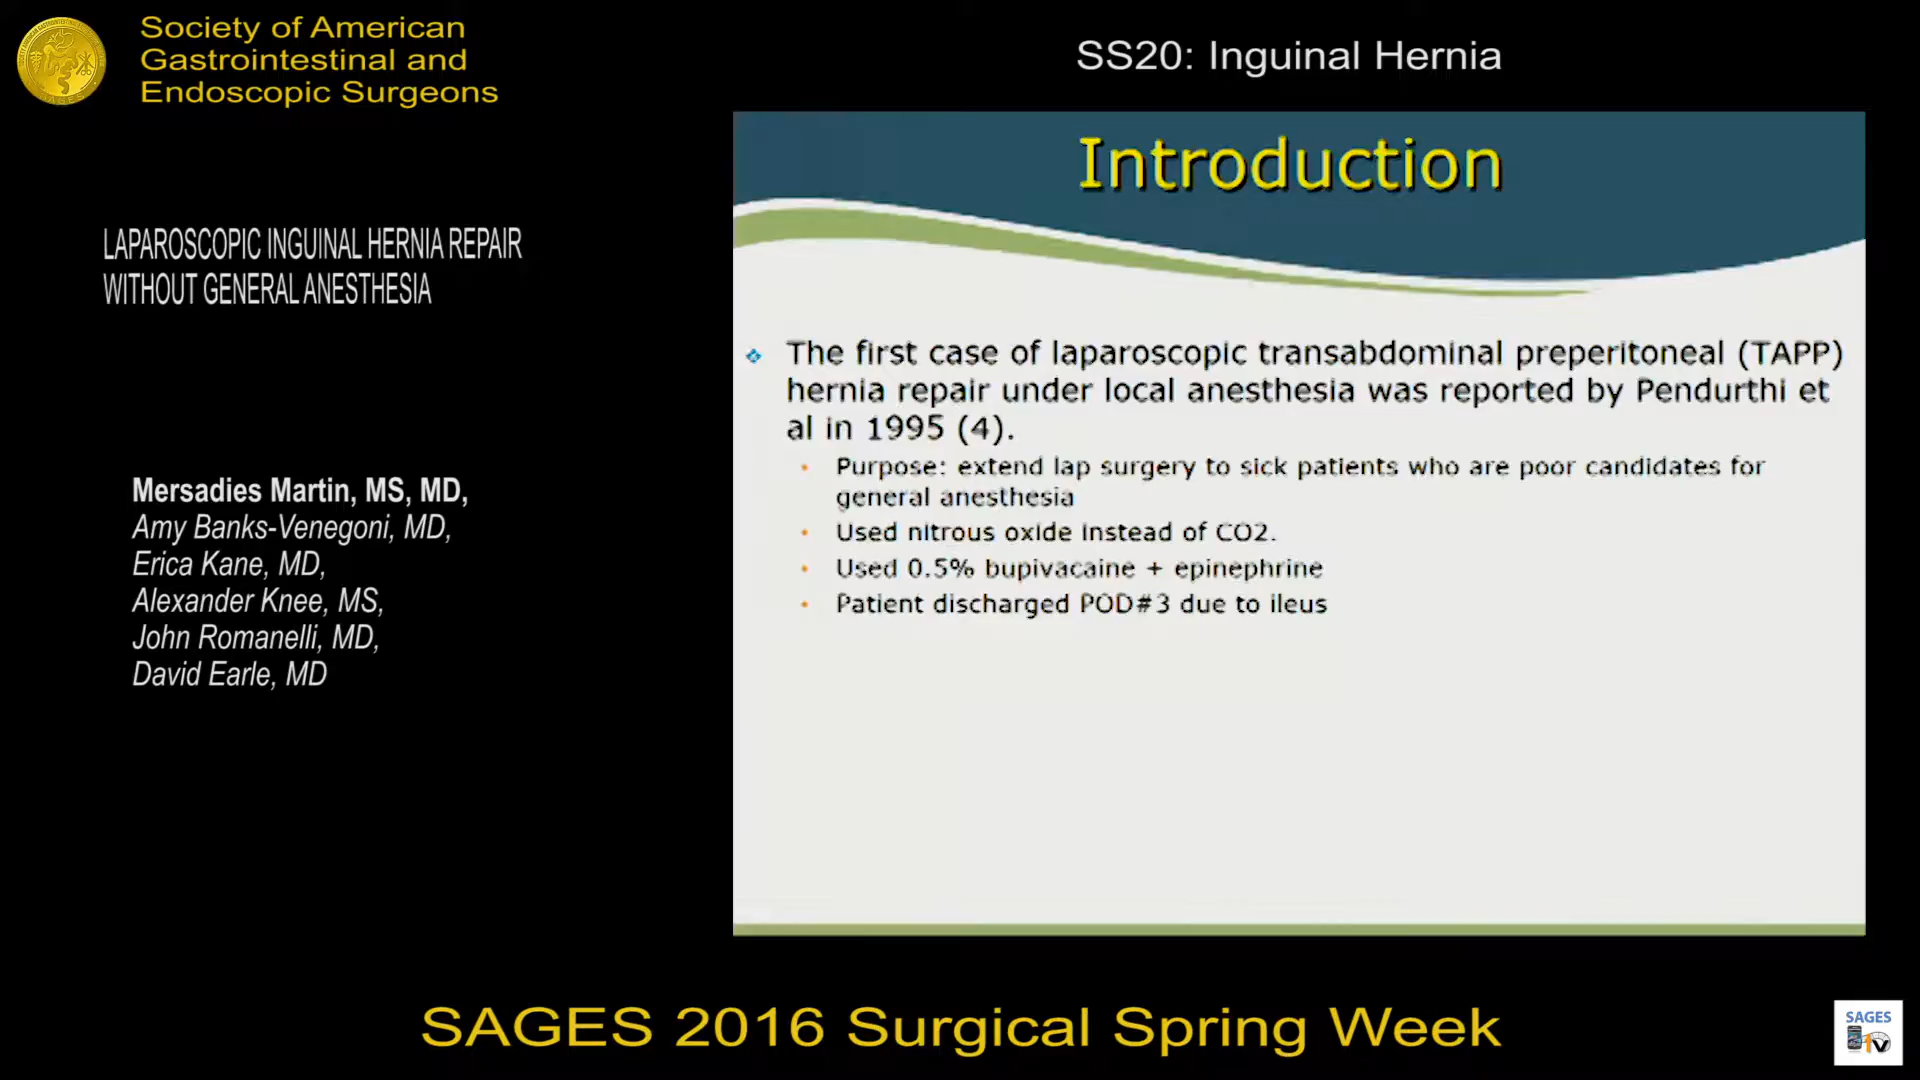 Society of American
Gastrointestinal and
Endoscopic Surgeons
SS20: Inguinal Hernia
LAPAROSCOPIC INGUINAL HERNIA REPAIR
WITHOUT GENERAL ANESTHESIA
Mersadies Martin, MS, MD,
Amy Banks-Venegoni, MD,
Erica Kane, MD,
Alexander Knee, MS,
John Romanelli, MD,
David Earle, MD
Introduction
The first case of laparoscopic transabdominal preperitoneal (TAPP)
hernia repair under local anesthesia was reported by Pendurthi et
al in 1995 (4).
Purpose: extend lap surgery to sick patients who are poor candidates for
general anesthesia
Used nitrous oxide instead of CO2.
Used 0.5% bupivacaine + epinephrine
Patient discharged POD#3 due to ileus
SAGES 2016 Surgical Spring Week
SAGES
TV